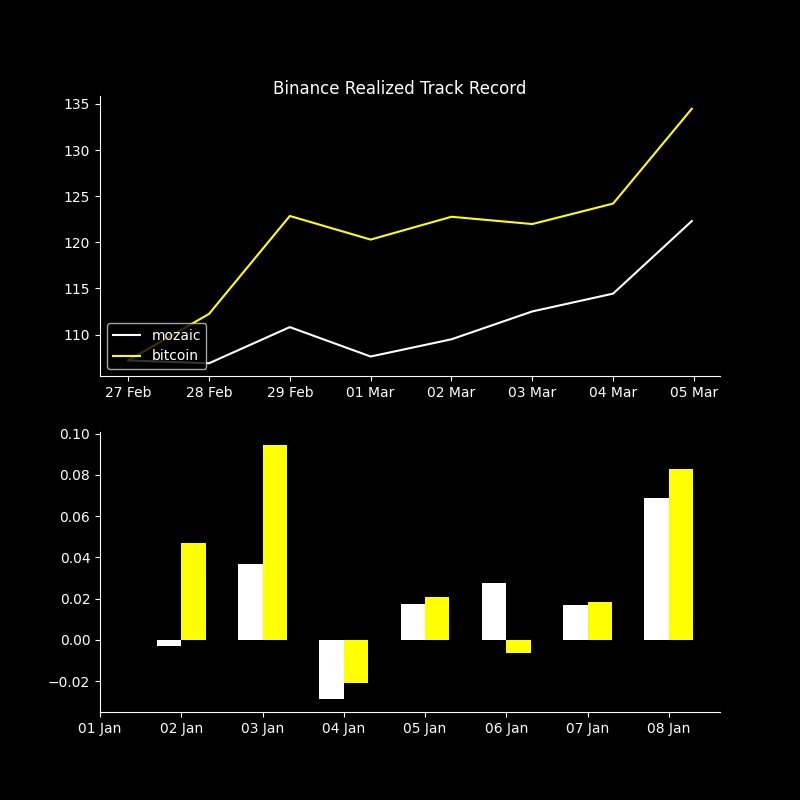 Binance Realized Track Record
135
130
125
120
115
110
mozaic
bitcoin
27 Feb 28 Feb 29 Feb 01 Mar 02 Mar 03 Mar 04 Mar 05 Mar
0.10
0.08
0.06
0.04
0.02
0.00
−0.02
01 Jan 02 Jan 03 Jan 04 Jan 05 Jan 06 Jan 07 Jan 08 Jan